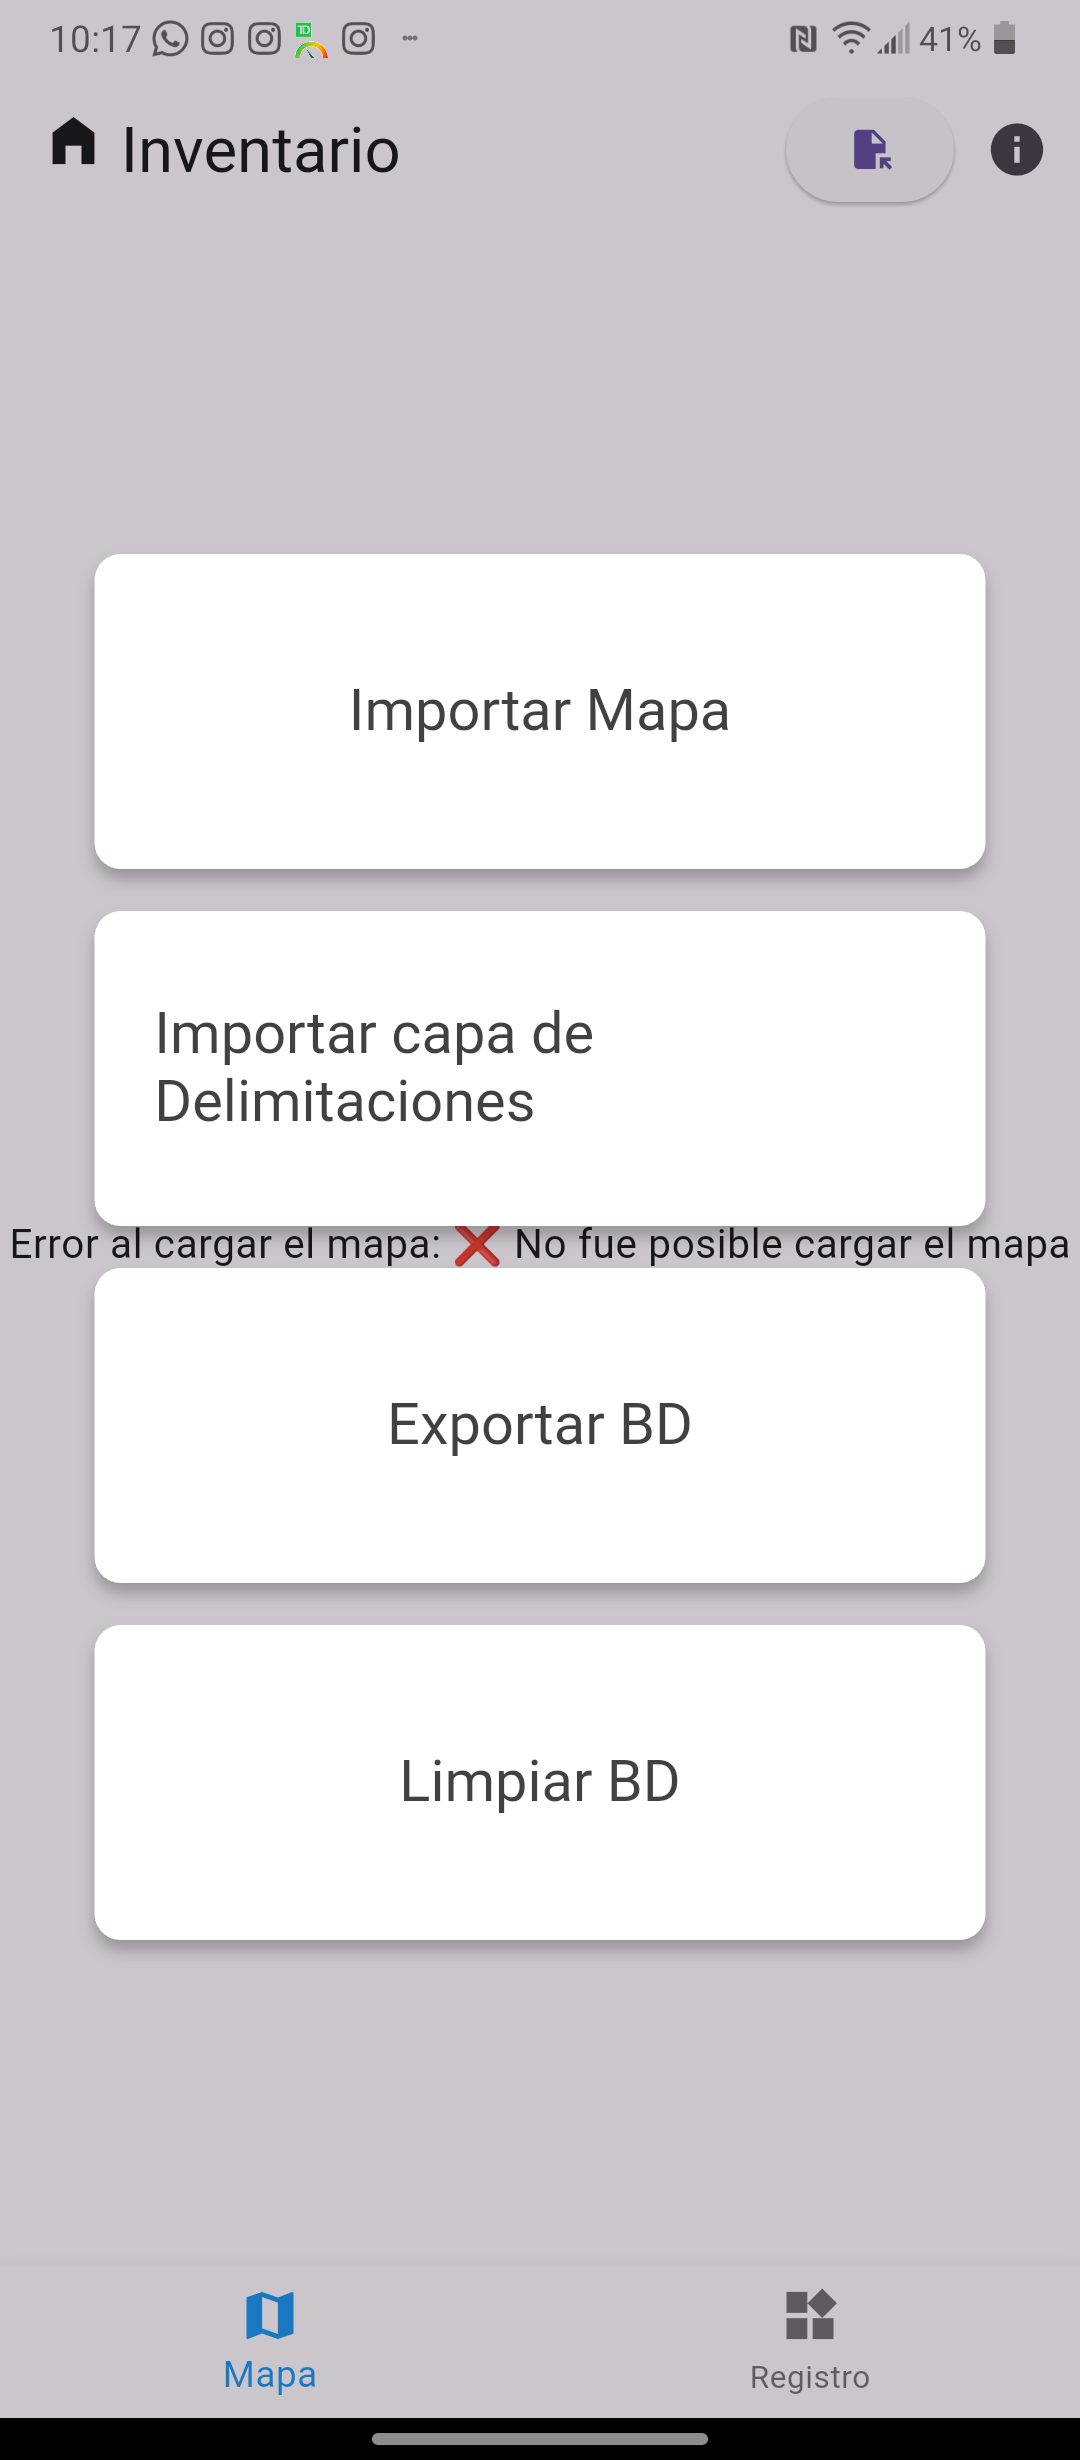 10:17
41%
Inventario
Importar Mapa
Importar capa de
Delimitaciones
Error al cargar el mapa: ❌ No fue posible cargar el mapa
Exportar BD
Limpiar BD
Mapa
Registro